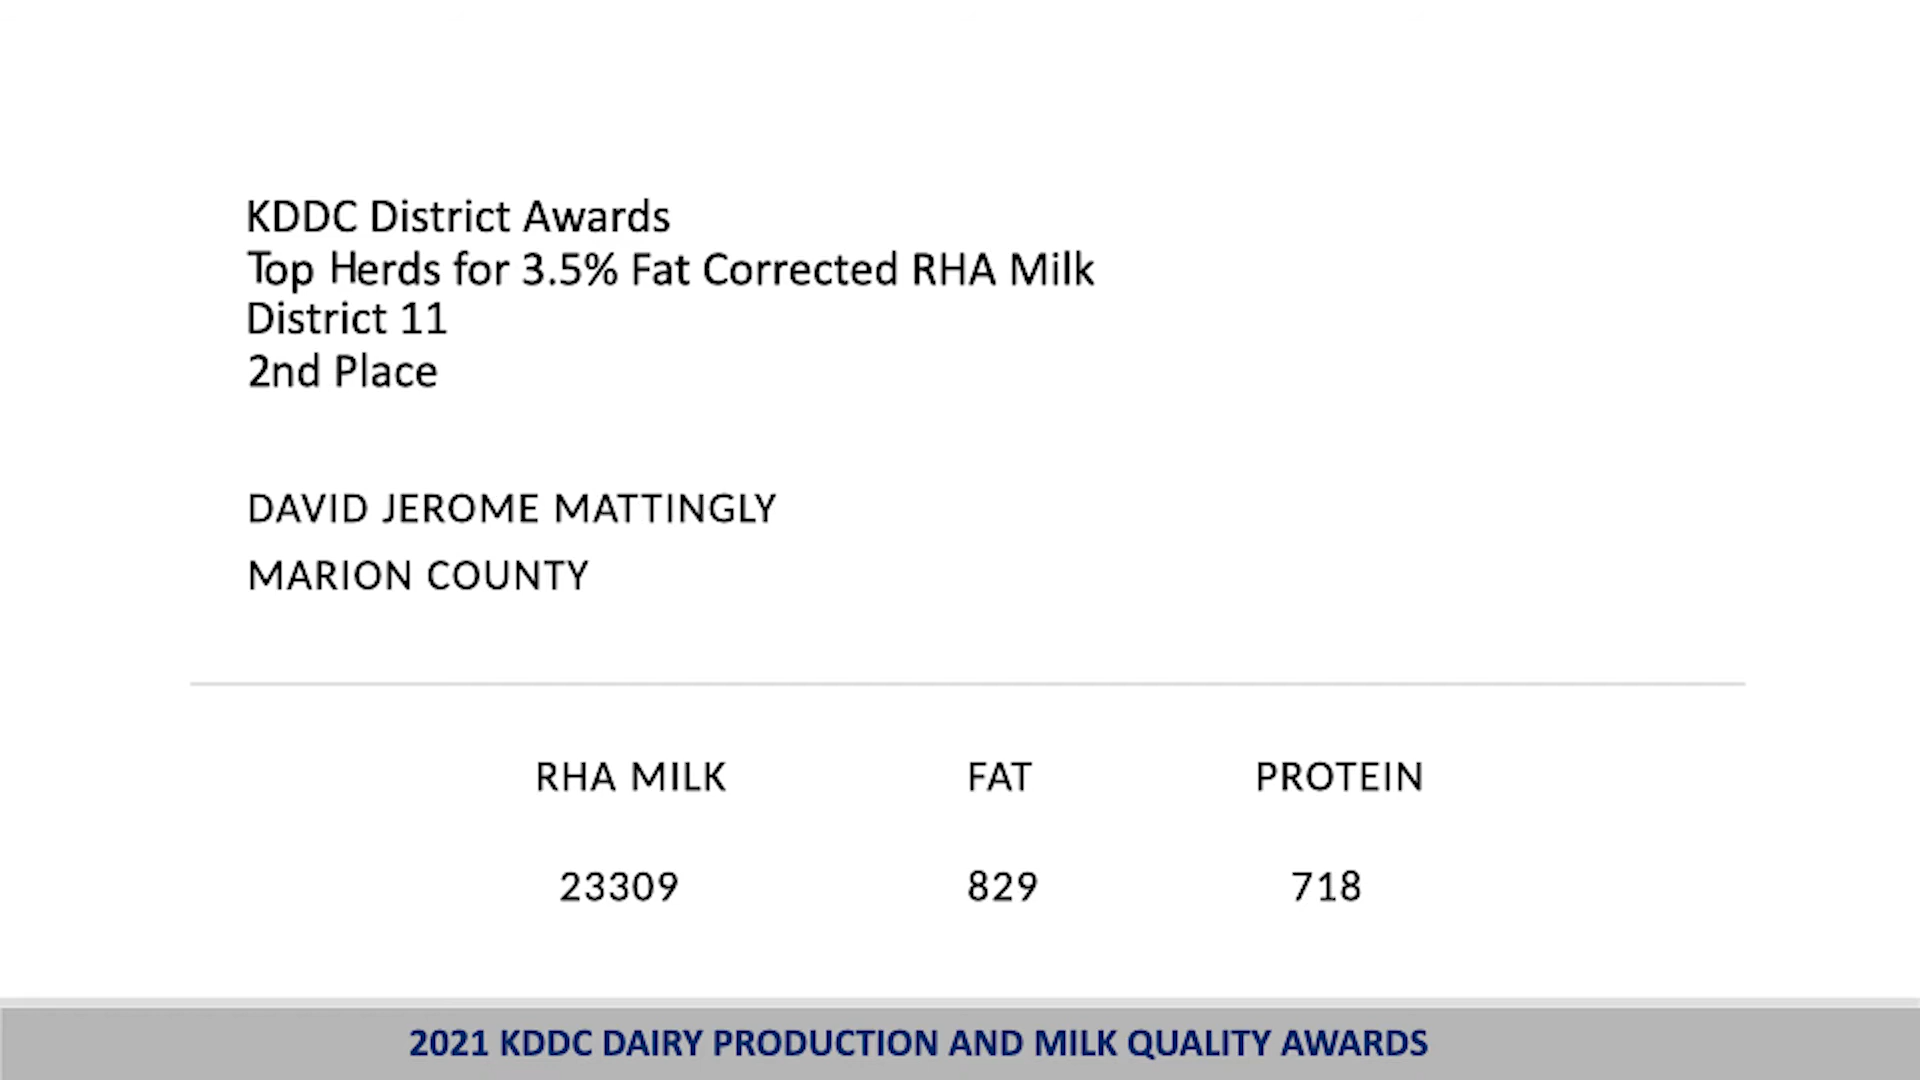 KDDC District Awards
Top Herds for 3.5% Fat Corrected RHA Milk
District 11
2nd Place
DAVID JEROME MATTINGLY
MARION COUNTY
RHA MILK FAT PROTEIN
23309 829 718
2021 KDDC DAIRY PRODUCTION AND MILK QUALITY AWARDS